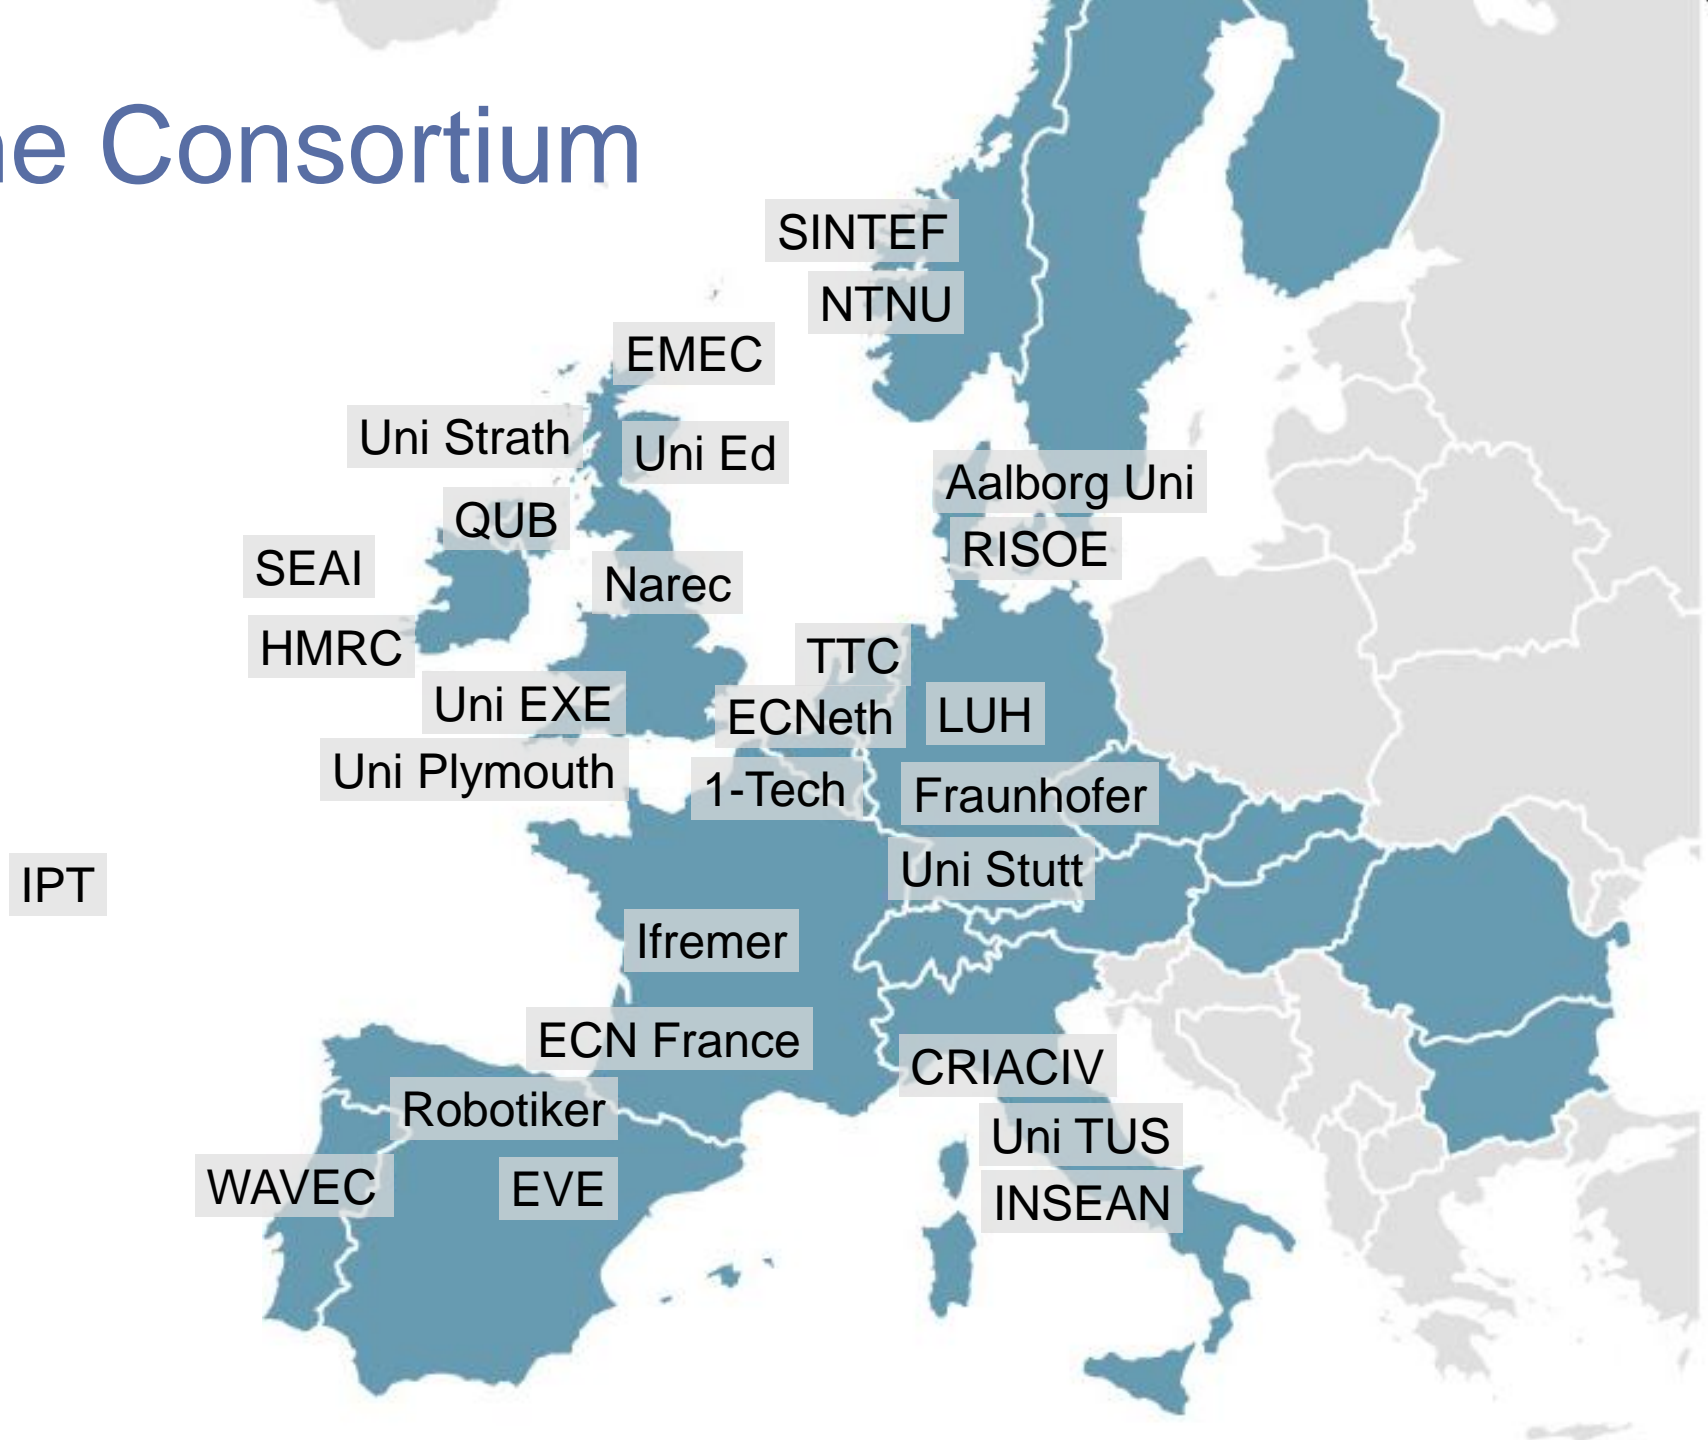 ne Consortium
SINTEF
NTNU
EMEC
Uni Strath
Uni Ed
Aalborg Uni
QUB
RISOE
SEAI
Narec
HMRC
TTC
Uni EXE
ECNeth
LUH
Uni Plymouth
1-Tech
Fraunhofer
Uni Stutt
IPT
Ifremer
ECN France
CRIACIV
Robotiker
Uni TUS
WAVEC
EVE
INSEAN